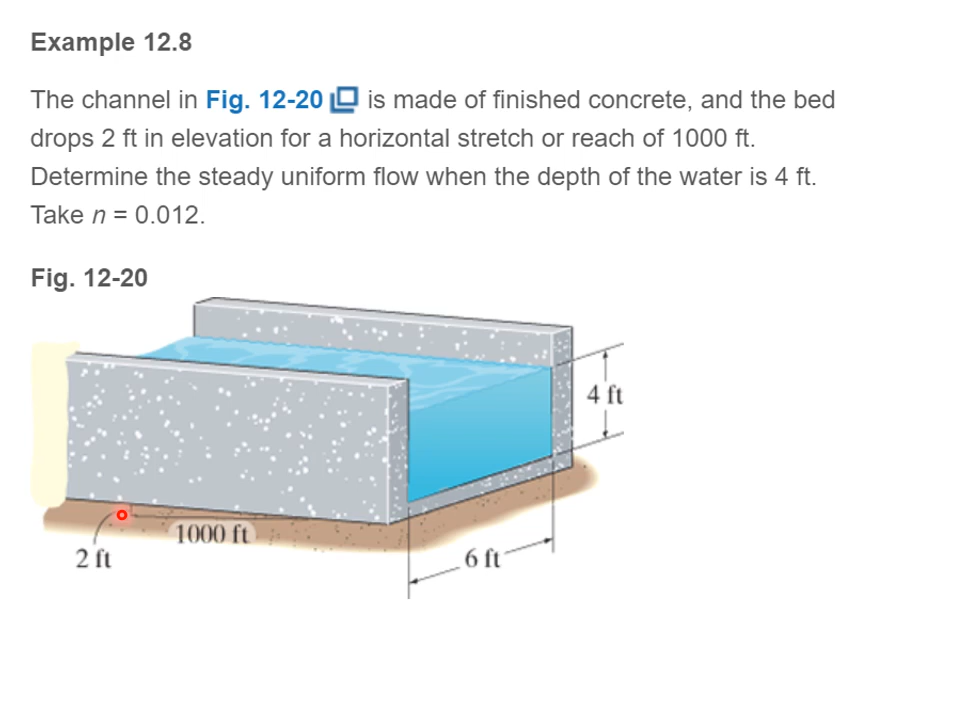 Example 12.8
The channel in Fig. 12-20 is made of finished concrete, and the bed
drops 2 ft in elevation for a horizontal stretch or reach of 1000 ft.
Determine the steady uniform flow when the depth of the water is 4 ft.
Take n = 0.012.
Fig. 12-20
4 ft
1000 ft
2 ft
6 ft